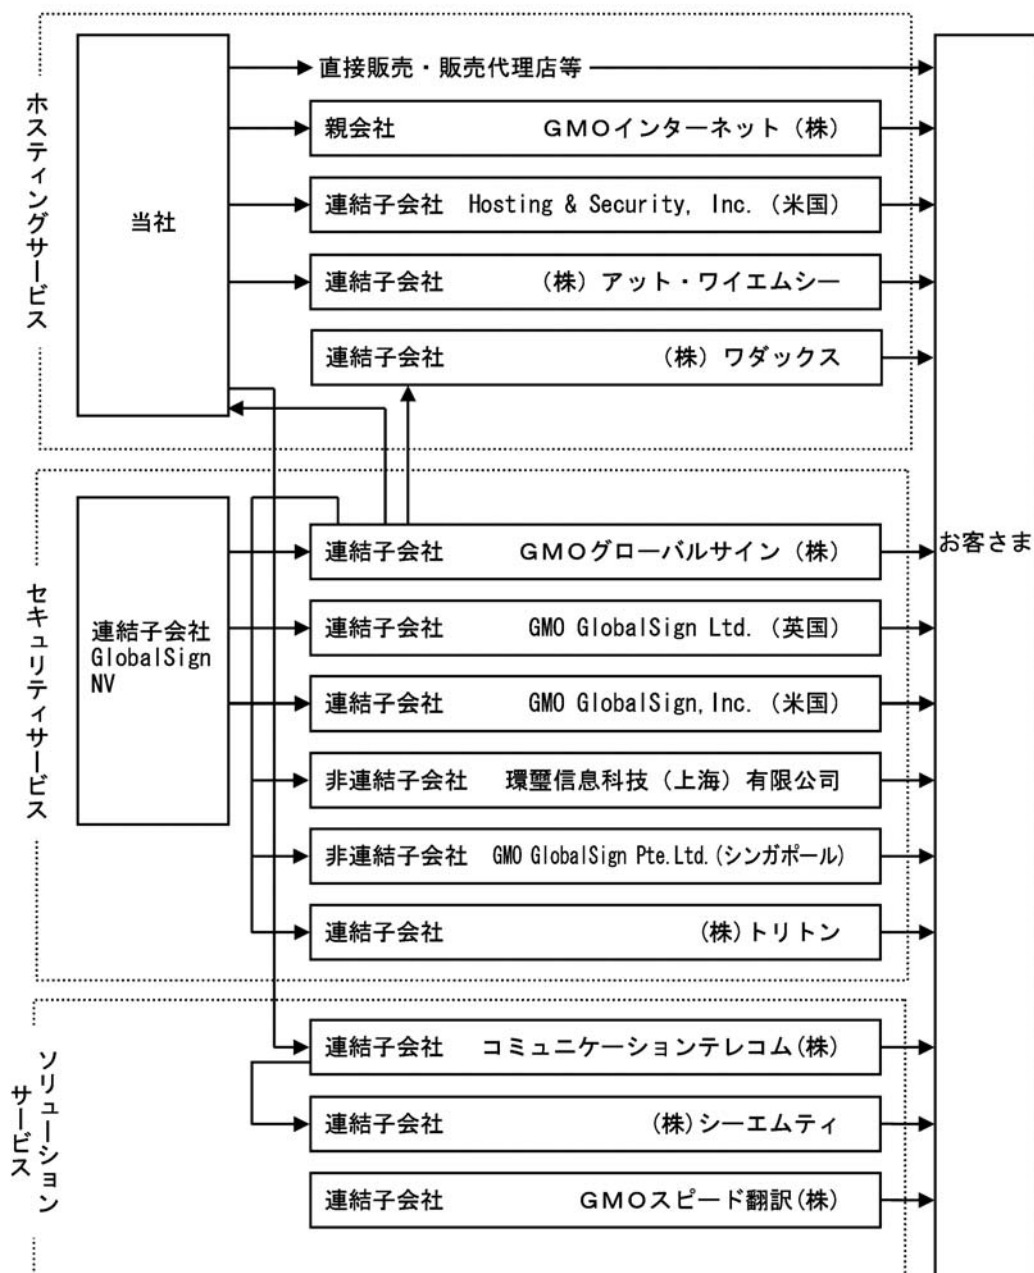 ホスティングサービス
当社
直接販売・販売代理店等
親会社 ＧＭＯインターネット（株）
連結子会社 Hosting & Security, Inc.（米国）
連結子会社 （株）アット・ワイエムシー
連結子会社 （株）ワダックス
セキュリティサービス
連結子会社
GlobalSign
NV
連結子会社 ＧＭＯグローバルサイン（株）
連結子会社 GMO GlobalSign Ltd.（英国）
連結子会社 GMO GlobalSign,Inc.（米国）
非連結子会社 環璽信息科技（上海）有限公司
非連結子会社 GMO GlobalSign Pte.Ltd.(シンガポール)
連結子会社 (株)トリトン
お客さま
ソリューション
サービス
連結子会社 コミュニケーションテレコム(株)
連結子会社 (株)シーエムティ
連結子会社 ＧＭＯスピード翻訳(株)